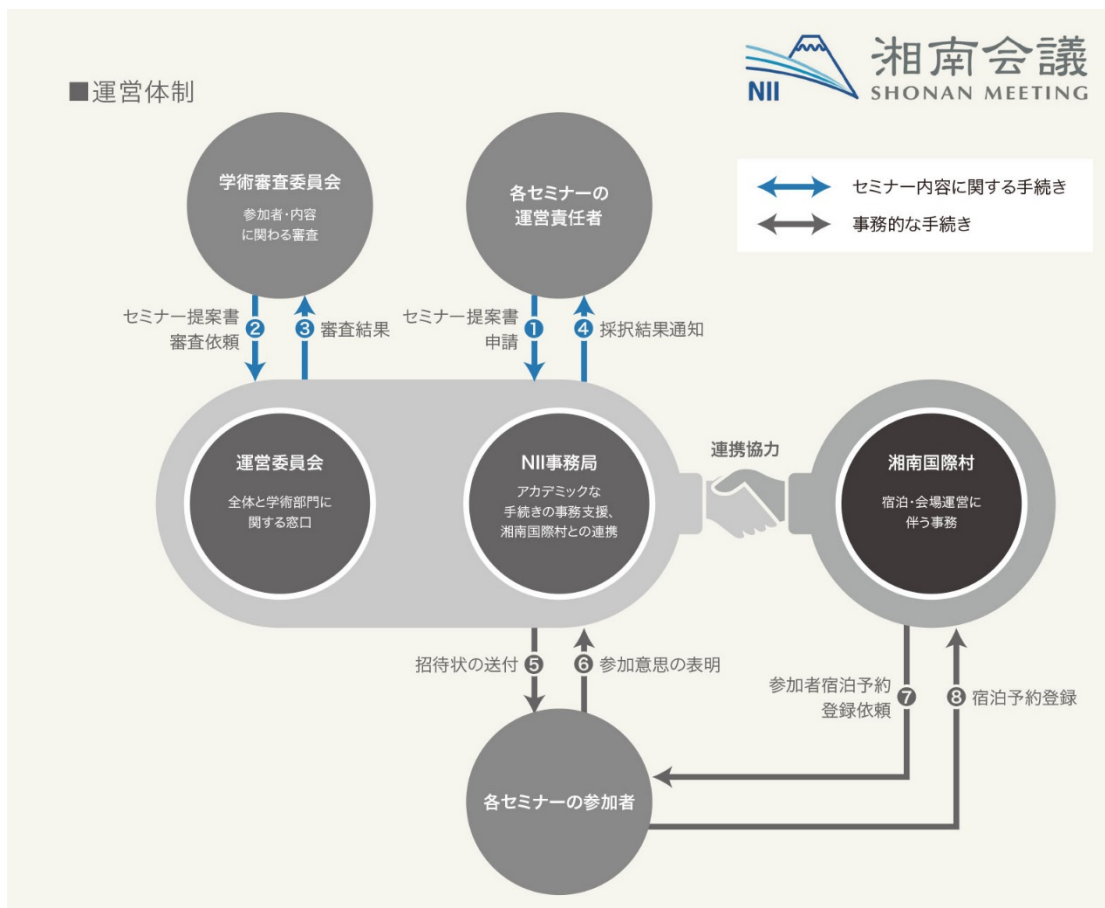 ■運営体制
NII
湘南会議
SHONAN MEETING
セミナー内容に関する手続き
事務的な手続き
学術審査委員会
参加者・内容
に関わる審査
各セミナーの
運営責任者
セミナー提案書
審査依頼
❷
❸
審査結果
セミナー提案書
申請
❶
❹
採択結果通知
運営委員会
全体と学術部門に
関する窓口
NII事務局
アカデミックな
手続きの事務支援、
湘南国際村との連携
連携協力
湘南国際村
宿泊・会場運営に
伴う事務
招待状の送付
❺
❻
参加意思の表明
参加者宿泊予約
登録依頼
❼
❽
宿泊予約登録
各セミナーの参加者